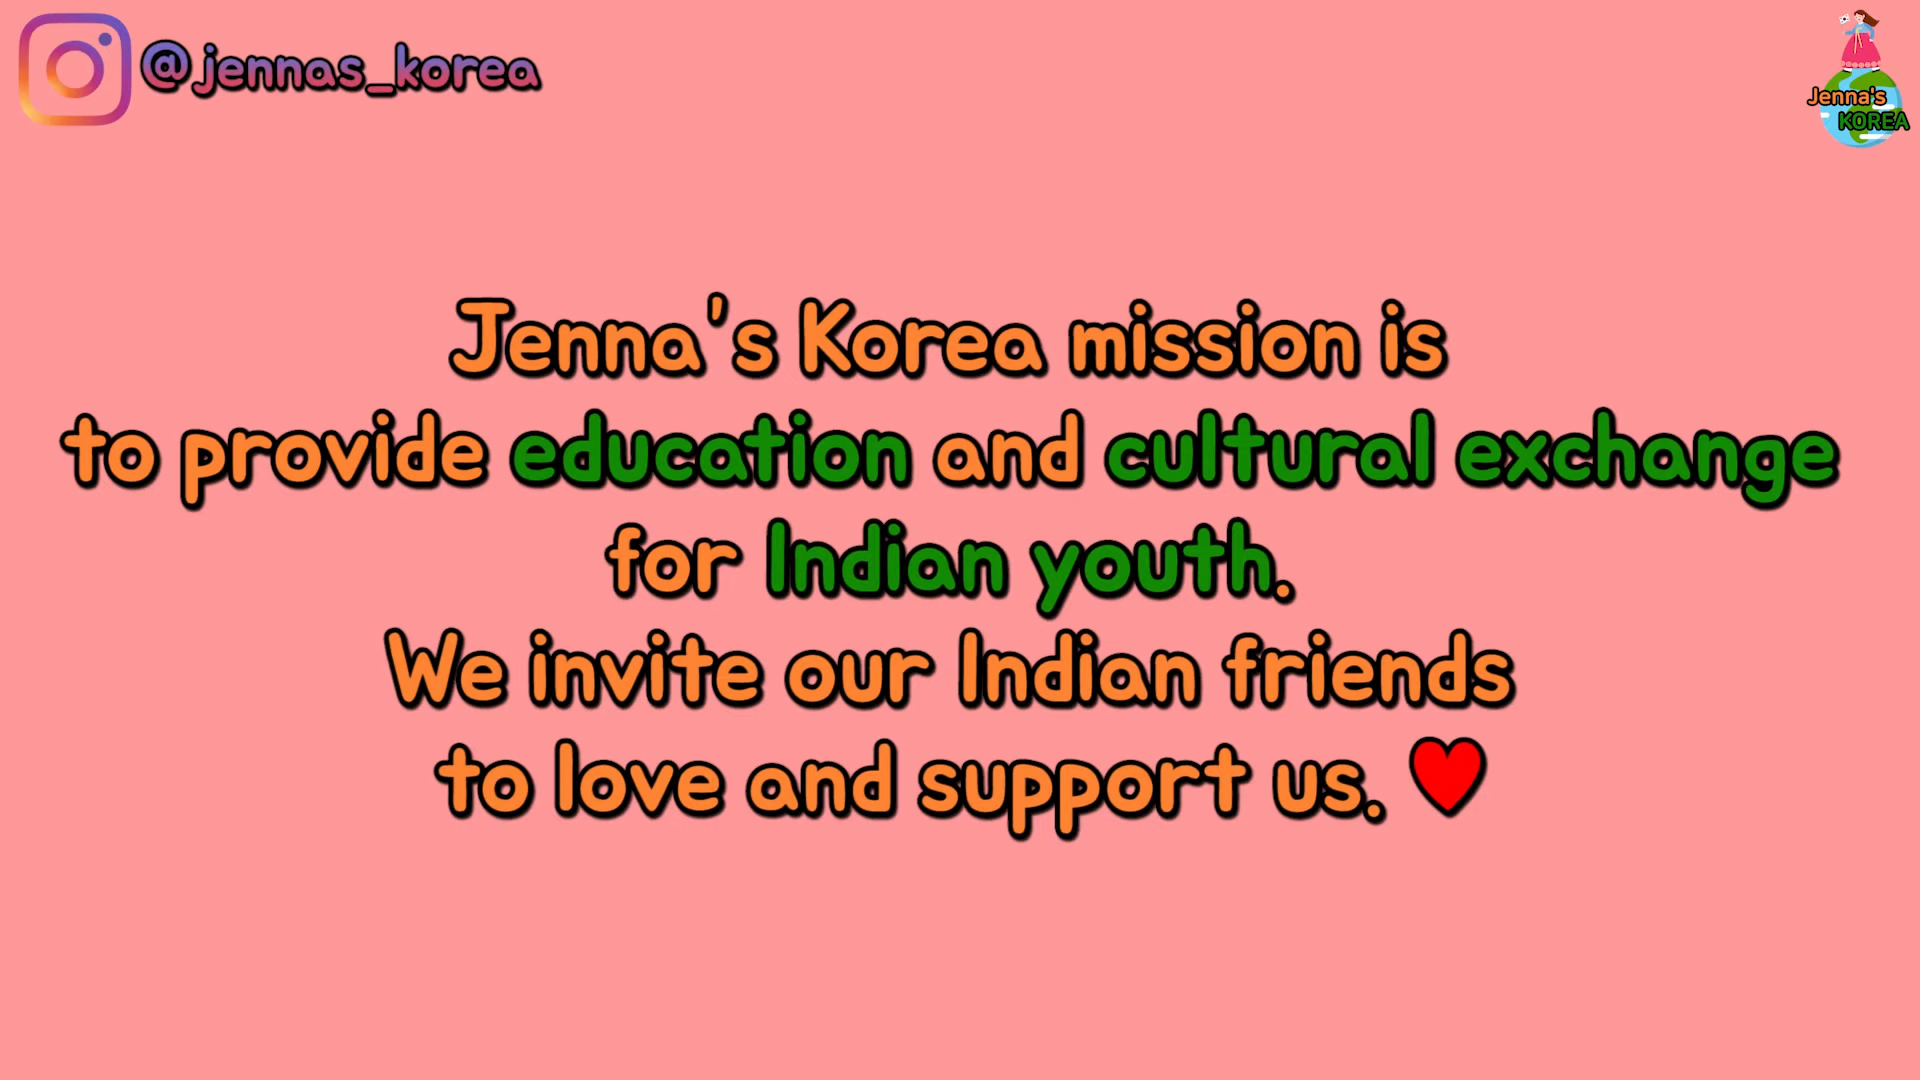 @jennas_korea
Jenna's
KOREA
Jenna's Korea mission is
to provide education and cultural exchange
for Indian youth.
We invite our Indian friends
to love and support us. ♥